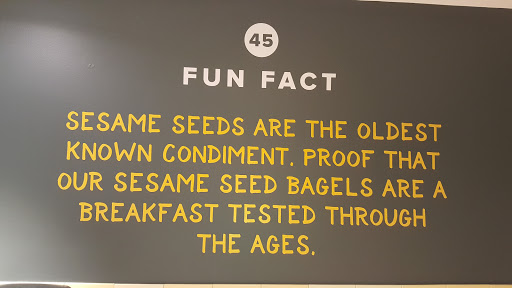 45
FUN FACT
SESAME SEEDS ARE THE OLDEST
KNOWN CONDIMENT. PROOF THAT
OUR SESAME SEED BAGELS ARE A
BREAKFAST TESTED THROUGH
THE AGES.